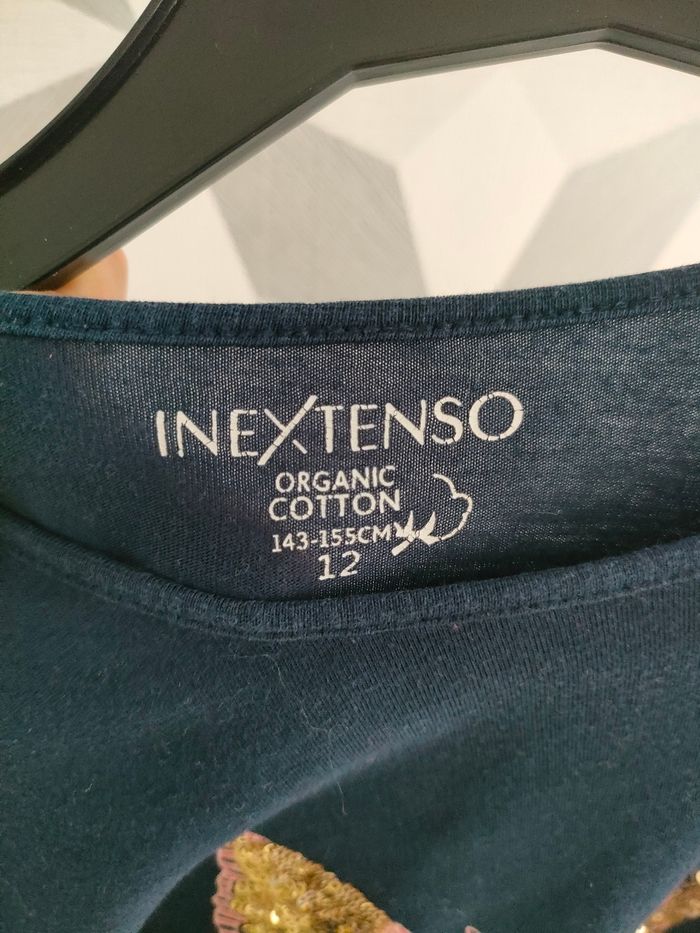 INEXTENSO
ORGANIC
COTTON
143-155CM
12